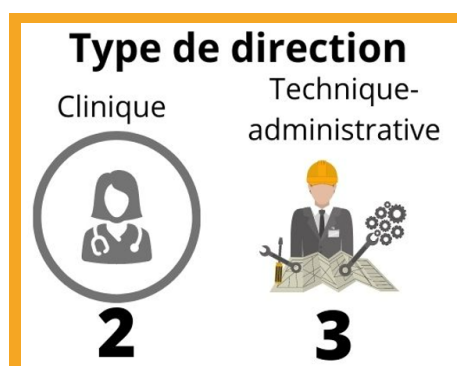 Type de direction
Clinique
Technique-
administrative
2
3